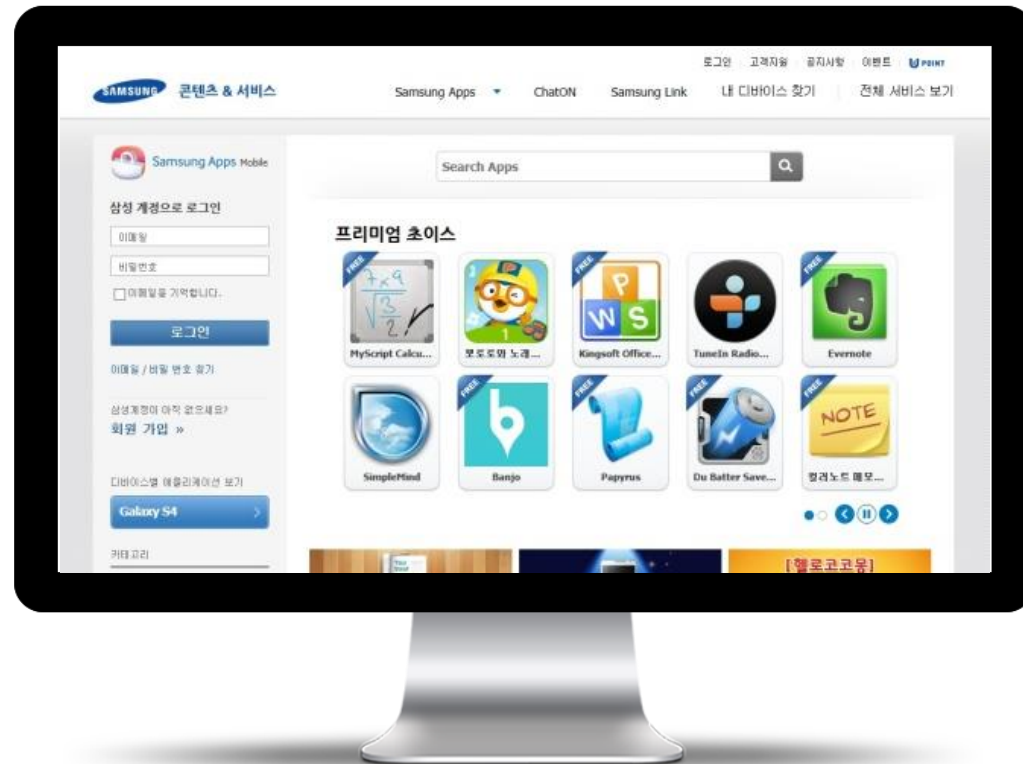 로그인 고객지원 공지사항 이벤트 U POINT
SAMSUNG 콘텐츠 & 서비스 Samsung Apps ChatON Samsung Link 내 디바이스 찾기 전체 서비스 보기
Samsung Apps Mobile
Search Apps
삼성 계정으로 로그인
이메일
비밀번호
이메일을 기억합니다.
로그인
이메일 / 비밀 번호 찾기
삼성계정이 아직 없으세요?
회원 가입 »
디바이스별 애플리케이션 보기
Galaxy S4
카테고리
프리미엄 초이스
FREE
7x9
3
2
MyScript Calcu...
1
뽀로로와 노래...
FREE
P
W S
Kingsoft Office...
TuneIn Radio...
FREE
Evernote
SimpleMind
FREE
b
Banjo
FREE
Papyrus
FREE
Du Batter Save...
FREE
NOTE
컬러노트 메모...
[헬로코코몽]